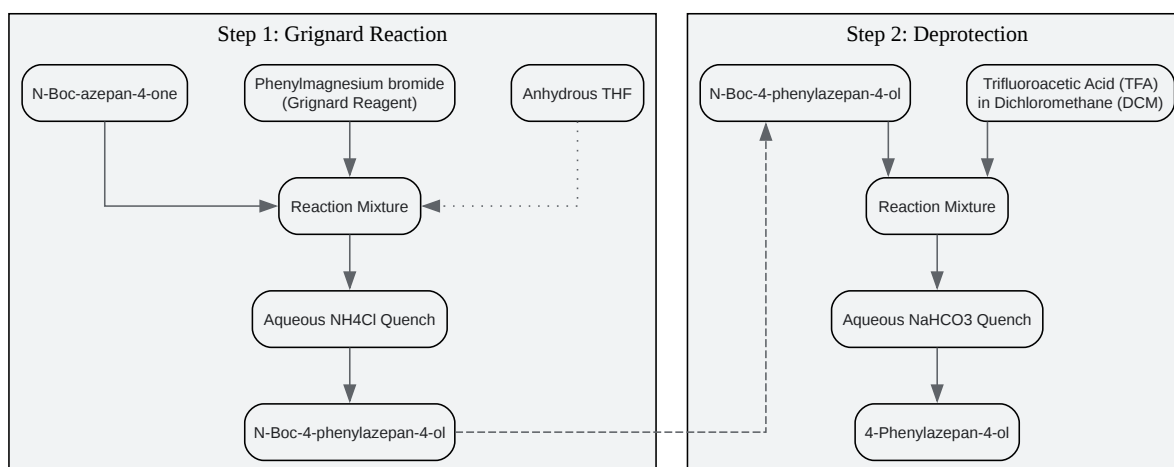 Step 1: Grignard Reaction
N-Boc-azepan-4-one
Phenylmagnesium bromide
(Grignard Reagent)
Anhydrous THF
Reaction Mixture
Aqueous NH4Cl Quench
N-Boc-4-phenylazepan-4-ol
Step 2: Deprotection
N-Boc-4-phenylazepan-4-ol
Trifluoroacetic Acid (TFA)
in Dichloromethane (DCM)
Reaction Mixture
Aqueous NaHCO3 Quench
4-Phenylazepan-4-ol